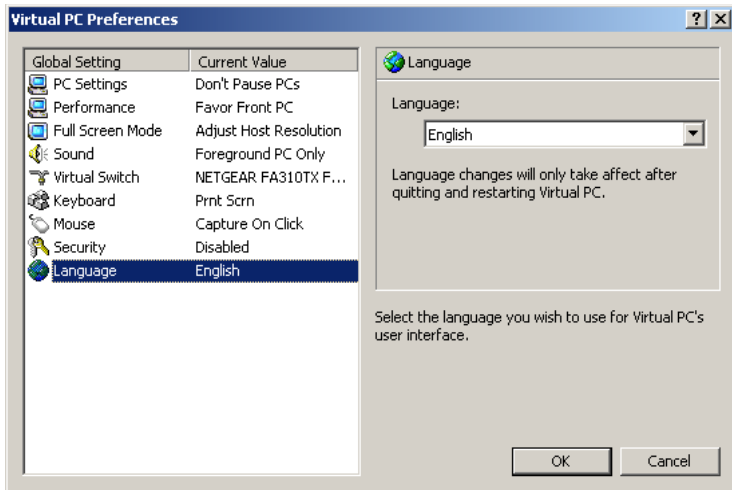 Virtual PC Preferences
Global Setting Current Value
PC Settings Don't Pause PCs
Performance Favor Front PC
Full Screen Mode Adjust Host Resolution
Sound Foreground PC Only
Virtual Switch NETGEAR FA310TX F...
Keyboard Prnt Scrn
Mouse Capture On Click
Security Disabled
Language English
Language
Language:
English
Language changes will only take affect after
quitting and restarting Virtual PC.
Select the language you wish to use for Virtual PC's
user interface.
OK Cancel